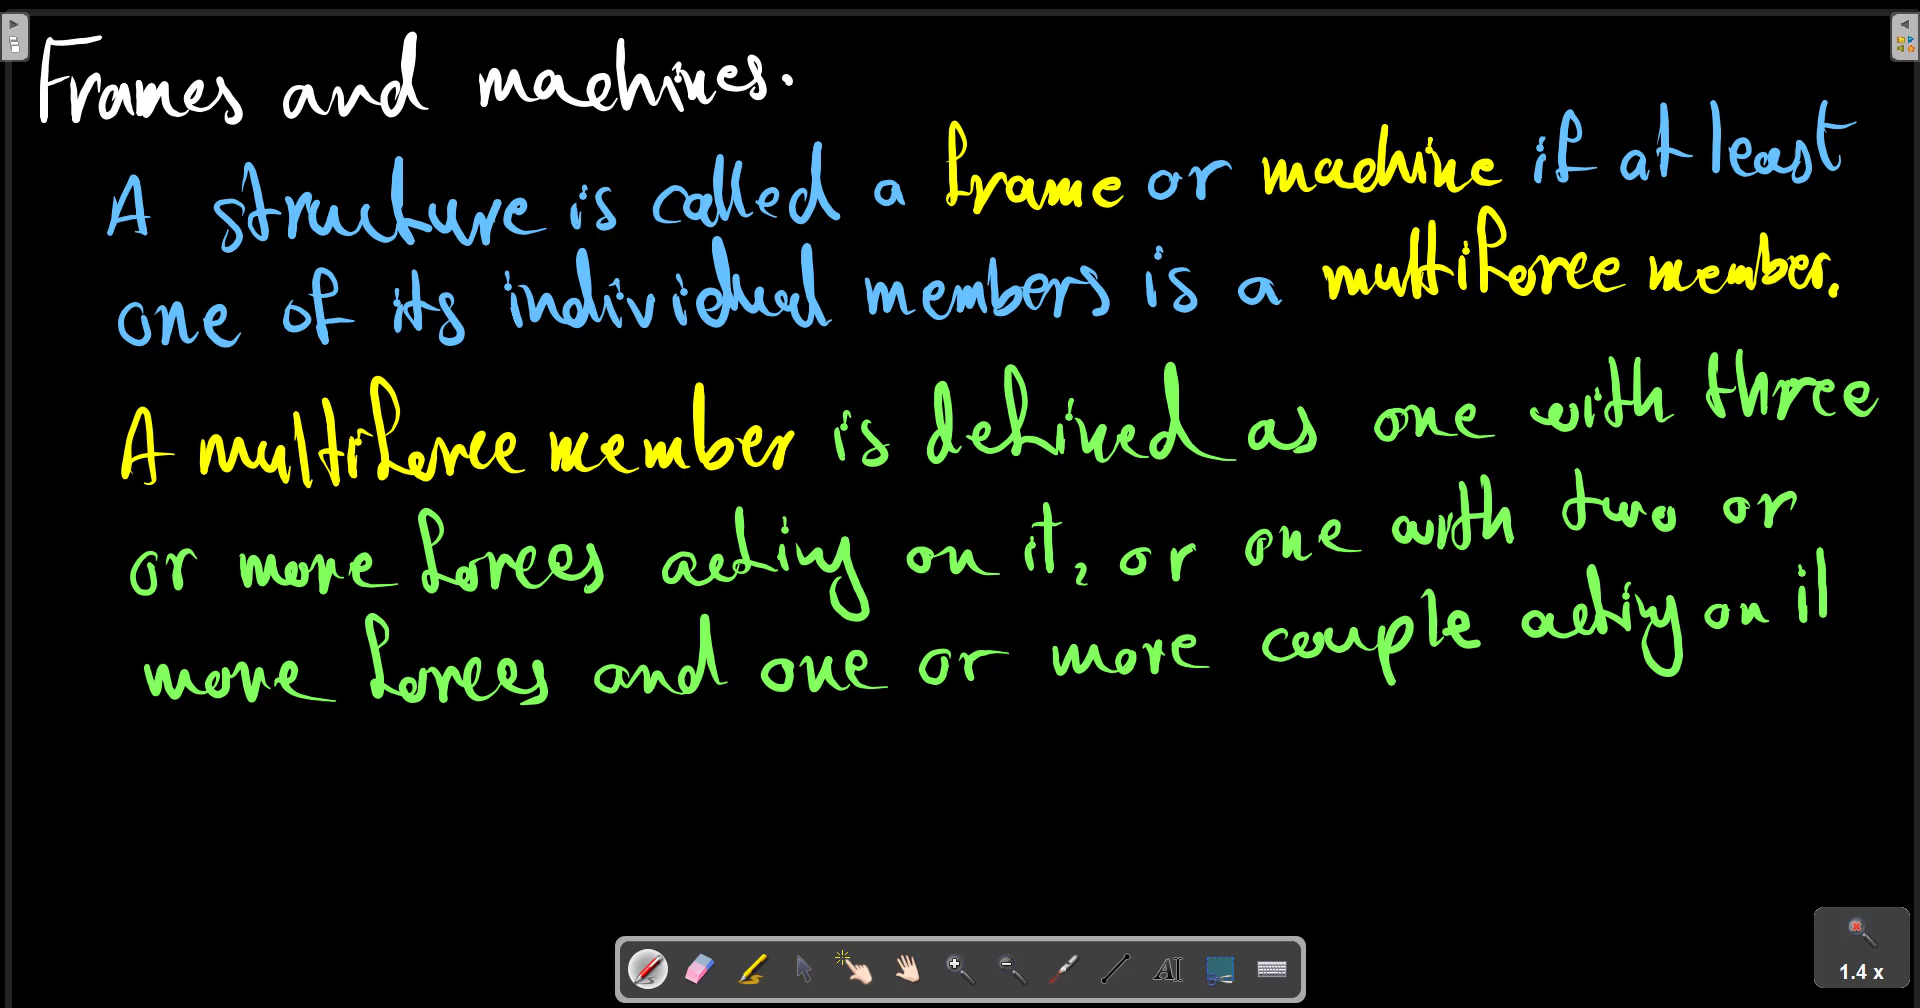 Frames and machines.
A structure is called a frame or machine if at least
one of its individual members is a multiforce member.
A multiforce member is defined as one with three
or more forces acting on it, or one with two or
more forces and one or more couple acting on it
1.4 x